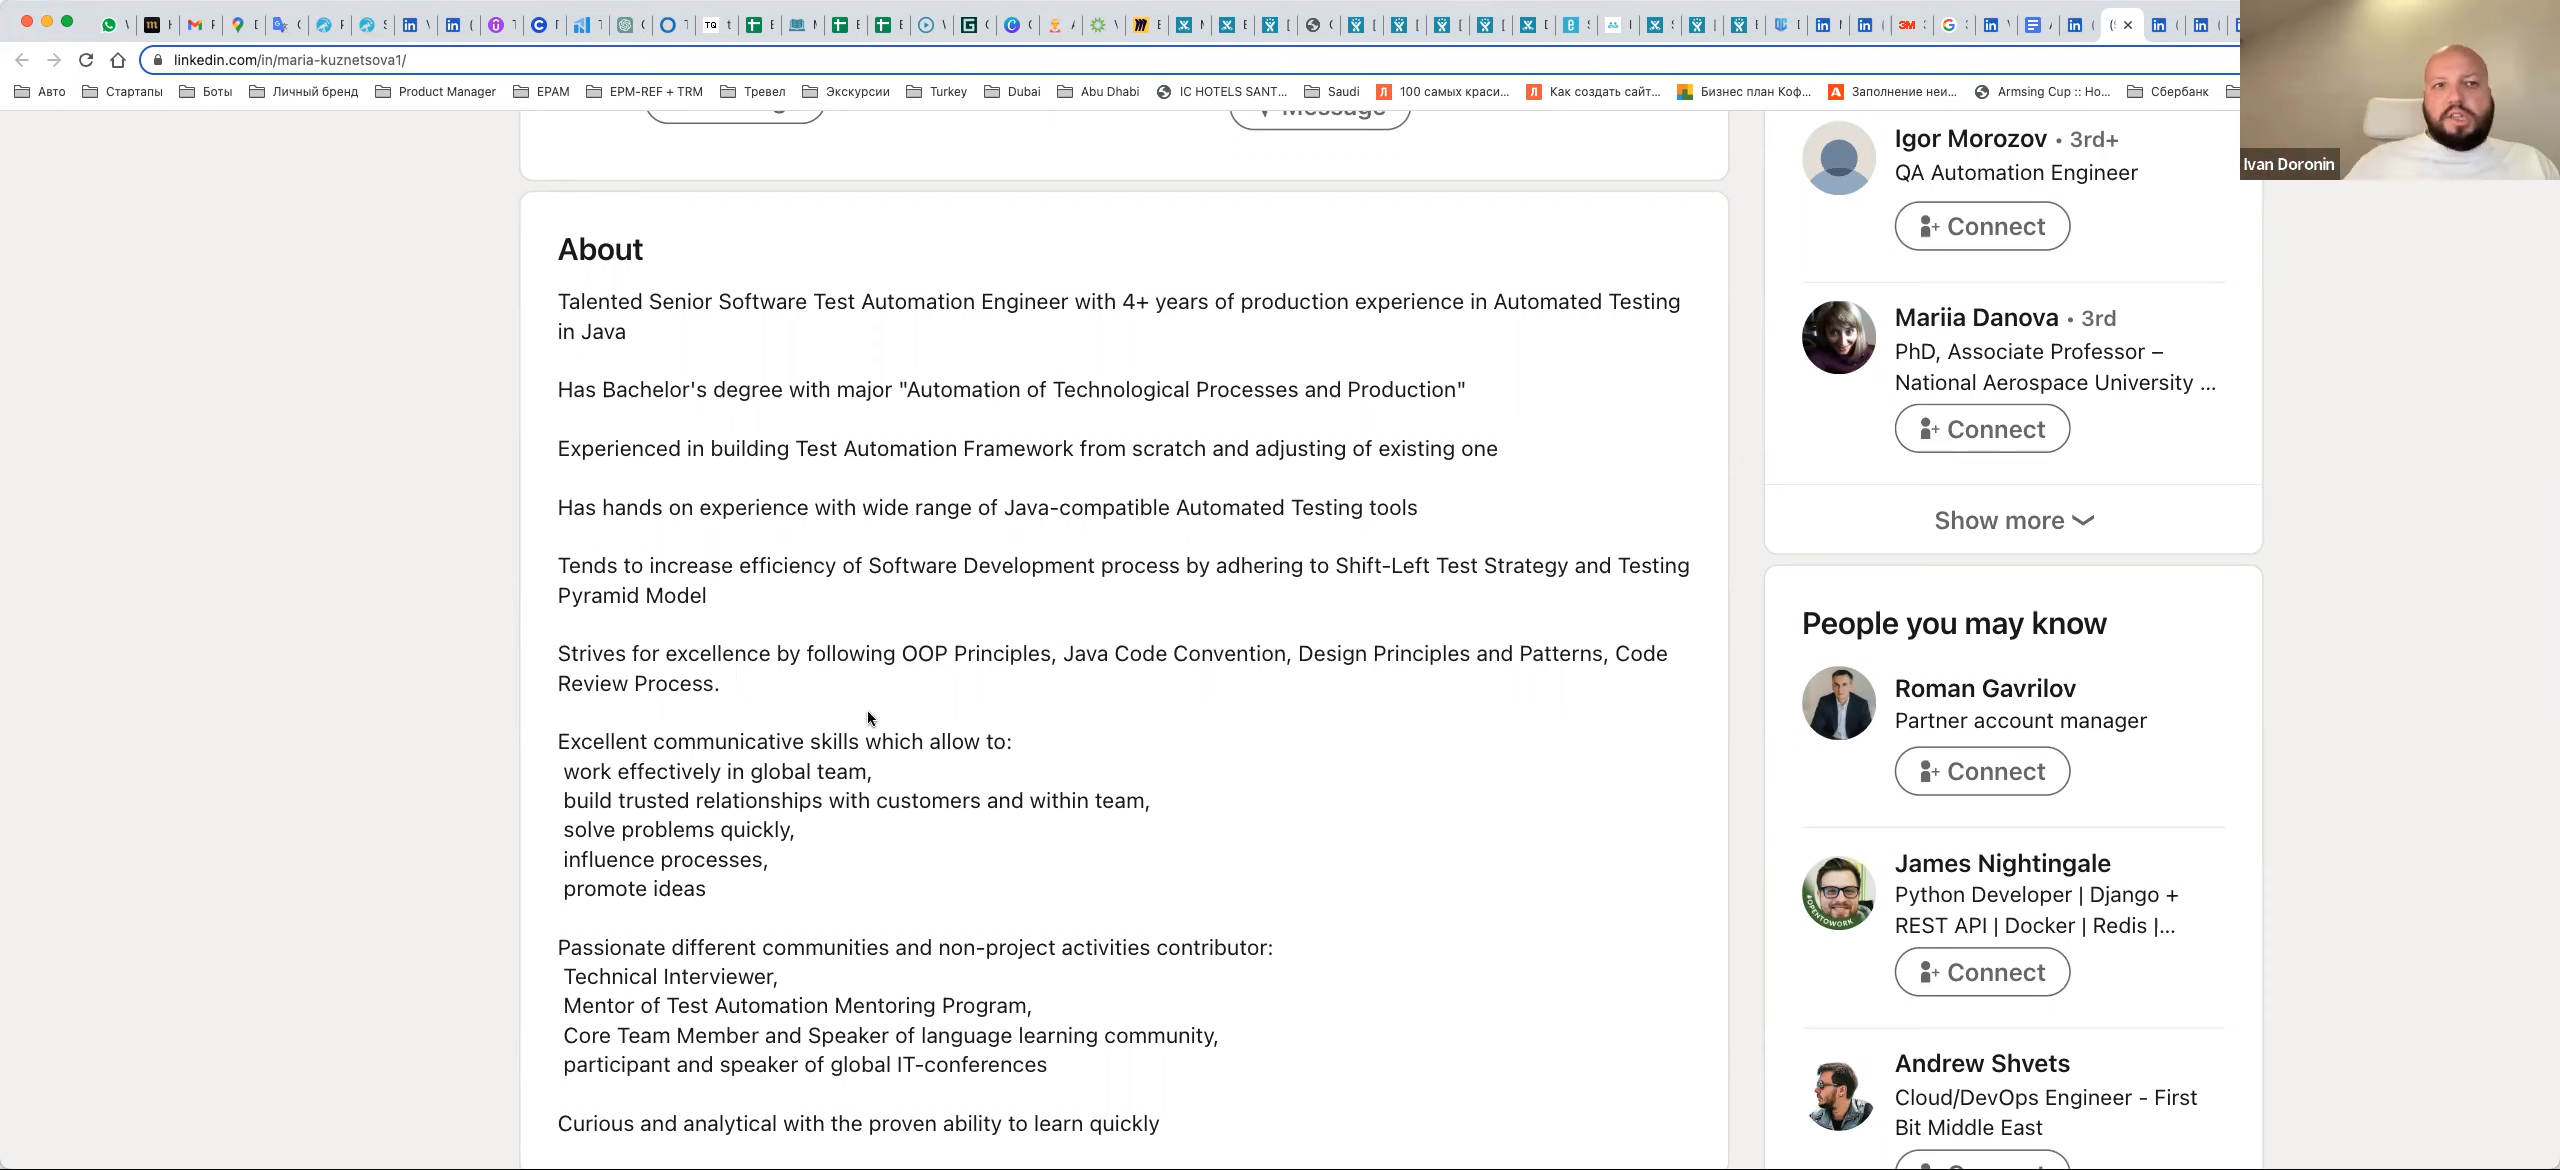 linkedin.com/in/maria-kuznetsova1/
Авто
Стартапы
Боты
Личный бренд
Product Manager
EPAM
EPM-REF + TRM
Тревел
Экскурсии
Turkey
Dubai
Abu Dhabi
IC HOTELS SANT...
Saudi
100 самых краси...
Как создать сайт...
Бизнес план Коф...
Заполнение неи...
Armsing Cup :: Ho...
Сбербанк
Ivan Doronin
Message
About
Talented Senior Software Test Automation Engineer with 4+ years of production experience in Automated Testing
in Java
Has Bachelor's degree with major "Automation of Technological Processes and Production"
Experienced in building Test Automation Framework from scratch and adjusting of existing one
Has hands on experience with wide range of Java-compatible Automated Testing tools
Tends to increase efficiency of Software Development process by adhering to Shift-Left Test Strategy and Testing
Pyramid Model
Strives for excellence by following OOP Principles, Java Code Convention, Design Principles and Patterns, Code
Review Process.
Excellent communicative skills which allow to:
work effectively in global team,
build trusted relationships with customers and within team,
solve problems quickly,
influence processes,
promote ideas
Passionate different communities and non-project activities contributor:
Technical Interviewer,
Mentor of Test Automation Mentoring Program,
Core Team Member and Speaker of language learning community,
participant and speaker of global IT-conferences
Curious and analytical with the proven ability to learn quickly
Igor Morozov • 3rd+
QA Automation Engineer
Connect
Mariia Danova • 3rd
PhD, Associate Professor –
National Aerospace University ...
Connect
Show more
People you may know
Roman Gavrilov
Partner account manager
Connect
James Nightingale
Python Developer | Django +
REST API | Docker | Redis |...
Connect
#OPENTOWORK
Andrew Shvets
Cloud/DevOps Engineer - First
Bit Middle East